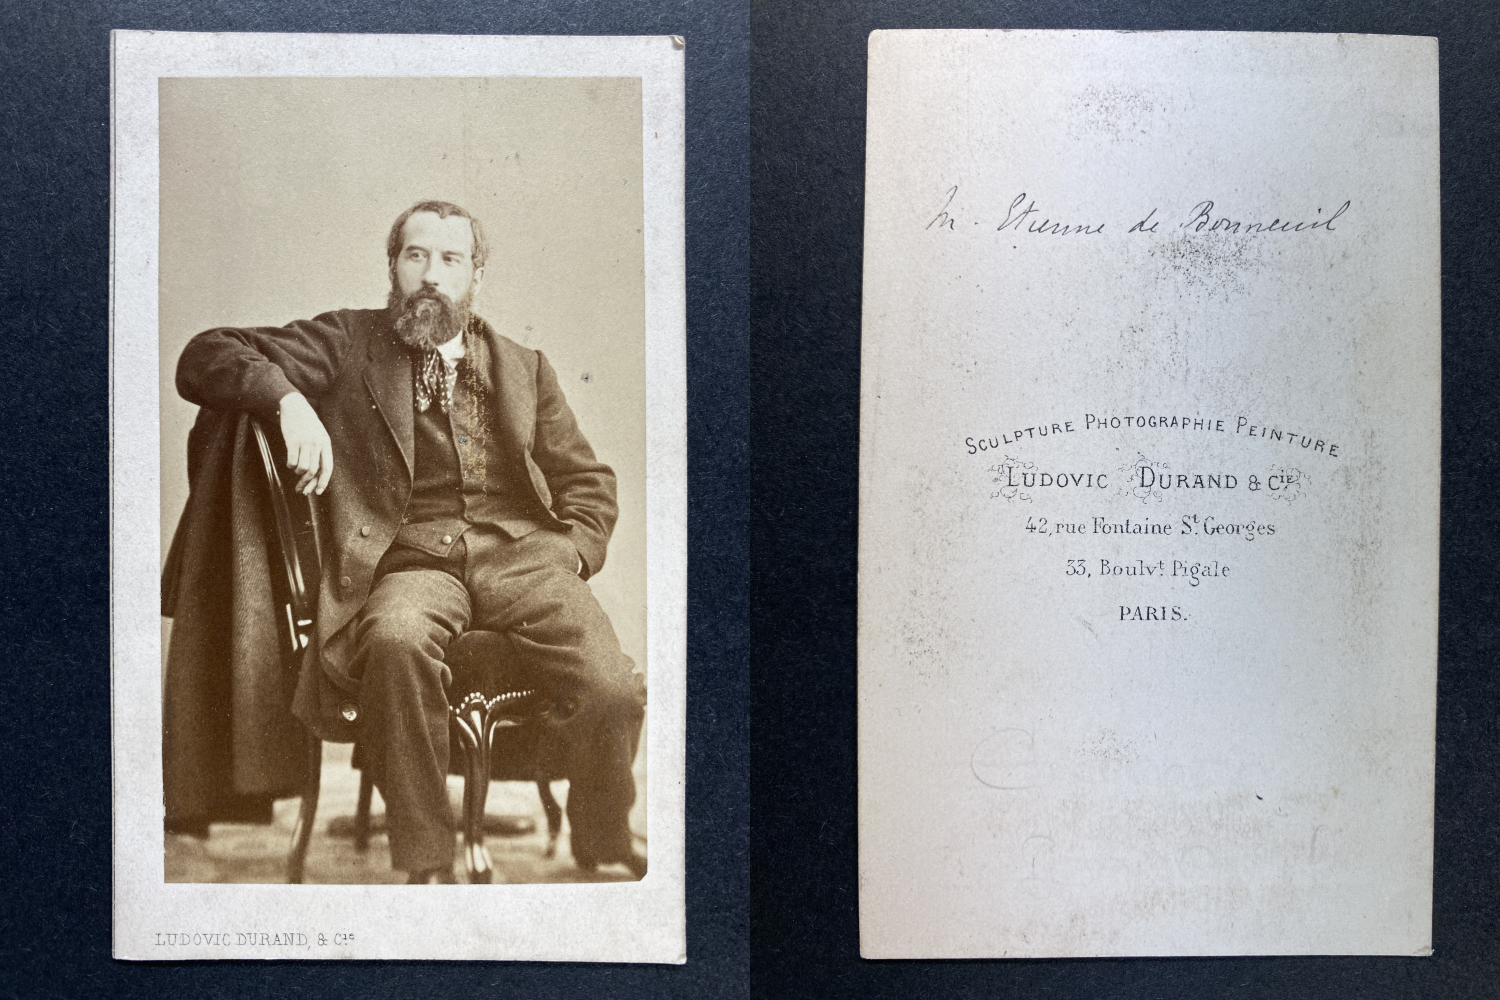 LUDOVIC DURAND, & Cie
M. Etienne de Bonneuil
SCULPTURE PHOTOGRAPHIE PEINTURE
LUDOVIC DURAND & CIE
42, rue Fontaine St. Georges
33, Boulvt. Pigale
PARIS.